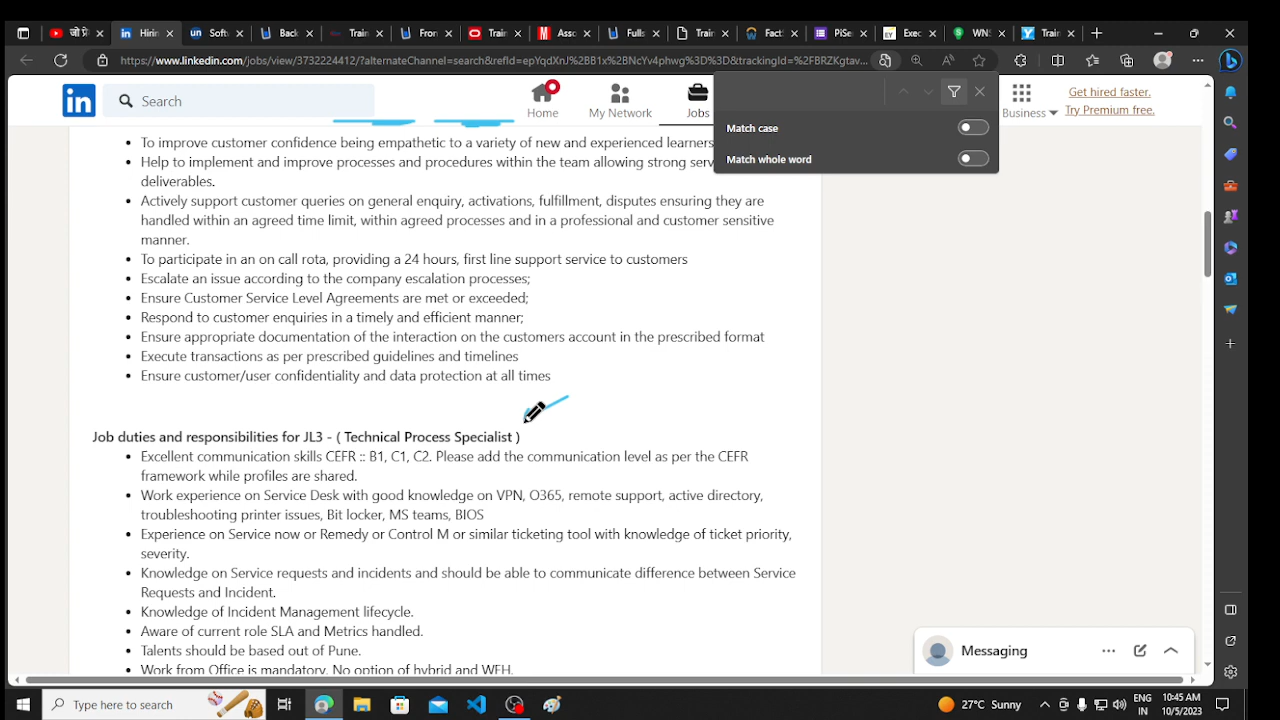 जो
Hirin
Soft
Back
Train
Fron
Train
Asso
Fulls
Train
Fact
PiSe
Exec
WNS
Train
https://www.linkedin.com/jobs/view/3732224412/?alternateChannel=search&refId=epYqdXnJ%2BB1x%2BNcYv4phwg%3D%3D&trackingId=%2FBRZKgtav...
Search
Home
My Network
Jobs
Business
Get hired faster.
Try Premium free.
Match case
Match whole word
To improve customer confidence being empathetic to a variety of new and experienced learners
Help to implement and improve processes and procedures within the team allowing strong serv
deliverables.
Actively support customer queries on general enquiry, activations, fulfillment, disputes ensuring they are
handled within an agreed time limit, within agreed processes and in a professional and customer sensitive
manner.
To participate in an on call rota, providing a 24 hours, first line support service to customers
Escalate an issue according to the company escalation processes;
Ensure Customer Service Level Agreements are met or exceeded;
Respond to customer enquiries in a timely and efficient manner;
Ensure appropriate documentation of the interaction on the customers account in the prescribed format
Execute transactions as per prescribed guidelines and timelines
Ensure customer/user confidentiality and data protection at all times
Job duties and responsibilities for JL3 - ( Technical Process Specialist )
Excellent communication skills CEFR :: B1, C1, C2. Please add the communication level as per the CEFR
framework while profiles are shared.
Work experience on Service Desk with good knowledge on VPN, O365, remote support, active directory,
troubleshooting printer issues, Bit locker, MS teams, BIOS
Experience on Service now or Remedy or Control M or similar ticketing tool with knowledge of ticket priority,
severity.
Knowledge on Service requests and incidents and should be able to communicate difference between Service
Requests and Incident.
Knowledge of Incident Management lifecycle.
Aware of current role SLA and Metrics handled.
Talents should be based out of Pune.
Work from Office is mandatory. No option of hybrid and WFH.
Messaging
Type here to search
27°C Sunny
ENG
IN
10:45 AM
10/5/2023